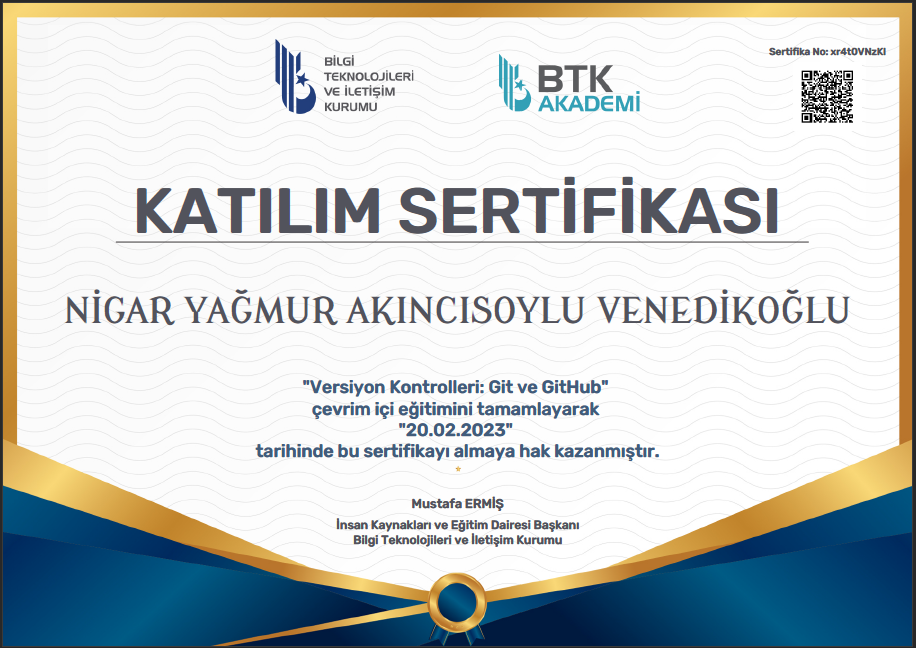 BİLGİ
TEKNOLOJİLERİ
VE İLETİŞİM
KURUMU
BTK
AKADEMİ
Sertifika No: xr4t0VNzKl
KATILIM SERTİFİKASI
NİGAR YAĞMUR AKINCISOYLU VENEDİKOĞLU
"Versiyon Kontrolleri: Git ve GitHub"
çevrim içi eğitimini tamamlayarak
"20.02.2023"
tarihinde bu sertifikayı almaya hak kazanmıştır.
Mustafa ERMİŞ
İnsan Kaynakları ve Eğitim Dairesi Başkanı
Bilgi Teknolojileri ve İletişim Kurumu